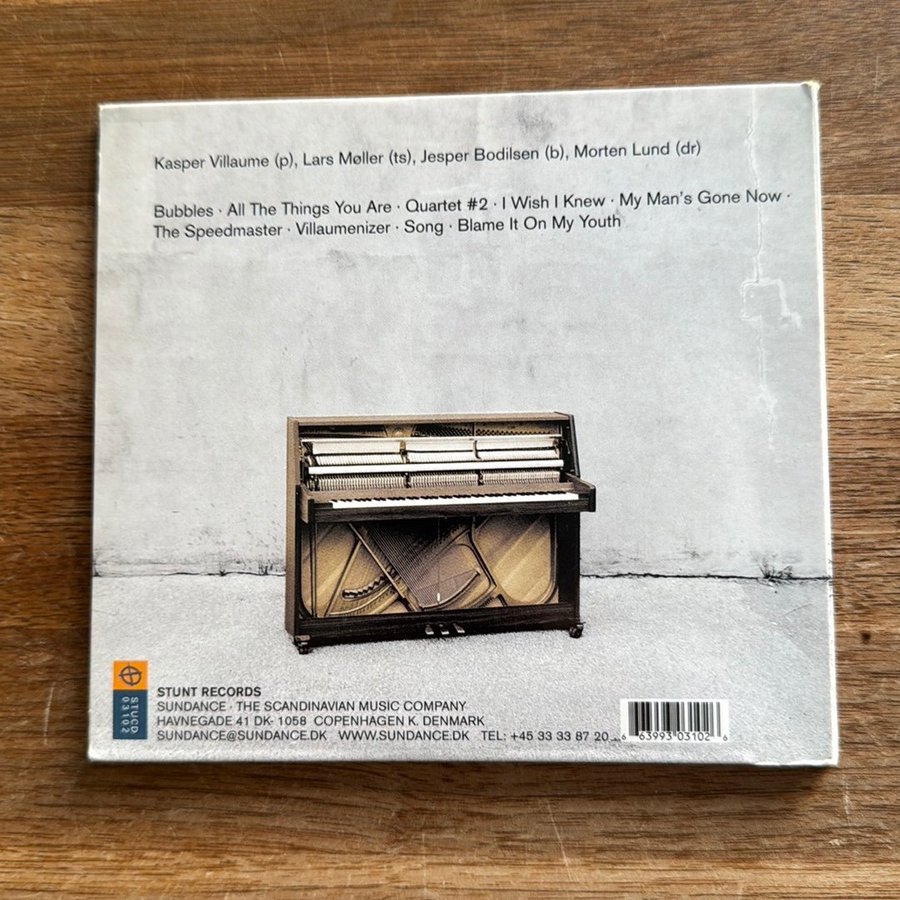 Kasper Villaume (p), Lars Møller (ts), Jesper Bodilsen (b), Morten Lund (dr)
Bubbles · All The Things You Are · Quartet #2 · I Wish I Knew · My Man's Gone Now ·
The Speedmaster · Villaumenizer · Song · Blame It On My Youth
STUCD
03102
STUNT RECORDS
SUNDANCE · THE SCANDINAVIAN MUSIC COMPANY
HAVNEGADE 41 DK- 1058 COPENHAGEN K. DENMARK
SUNDANCE@SUNDANCE.DK WWW.SUNDANCE.DK TEL: +45 33 33 87 20
6 63993 03102 6